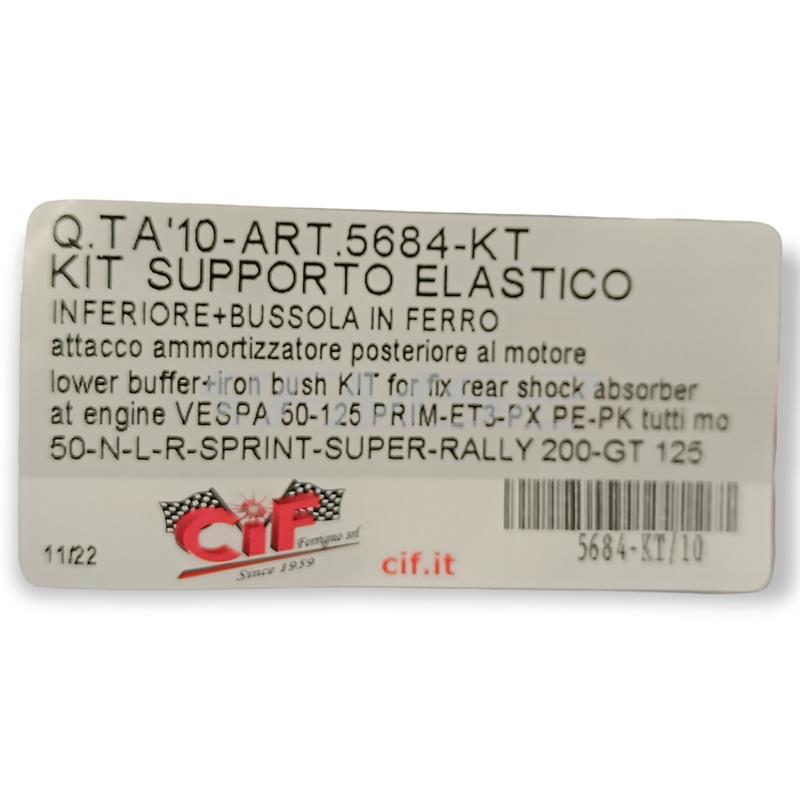 Q.TA'10-ART.5684-KT
KIT SUPPORTO ELASTICO
INFERIORE+BUSSOLA IN FERRO
attacco ammortizzatore posteriore al motore
lower buffer+iron bush KIT for fix rear shock absorber
at engine VESPA 50-125 PRIM-ET3-PX PE-PK tutti mo
50-N-L-R-SPRINT-SUPER-RALLY 200-GT 125
CiF
Ferrigno srl
Since 1959
11/22
cif.it
5684-KT/10